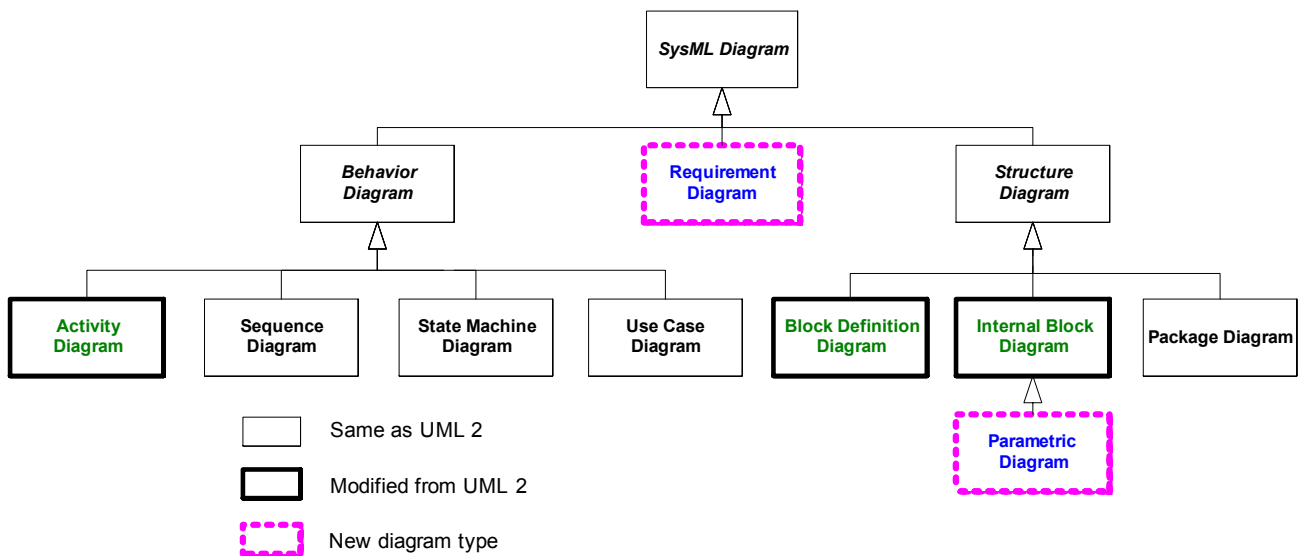 SysML Diagram
Behavior
Diagram
Requirement
Diagram
Structure
Diagram
Activity
Diagram
Sequence
Diagram
State Machine
Diagram
Use Case
Diagram
Block Definition
Diagram
Internal Block
Diagram
Package Diagram
Parametric
Diagram
Same as UML 2
Modified from UML 2
New diagram type